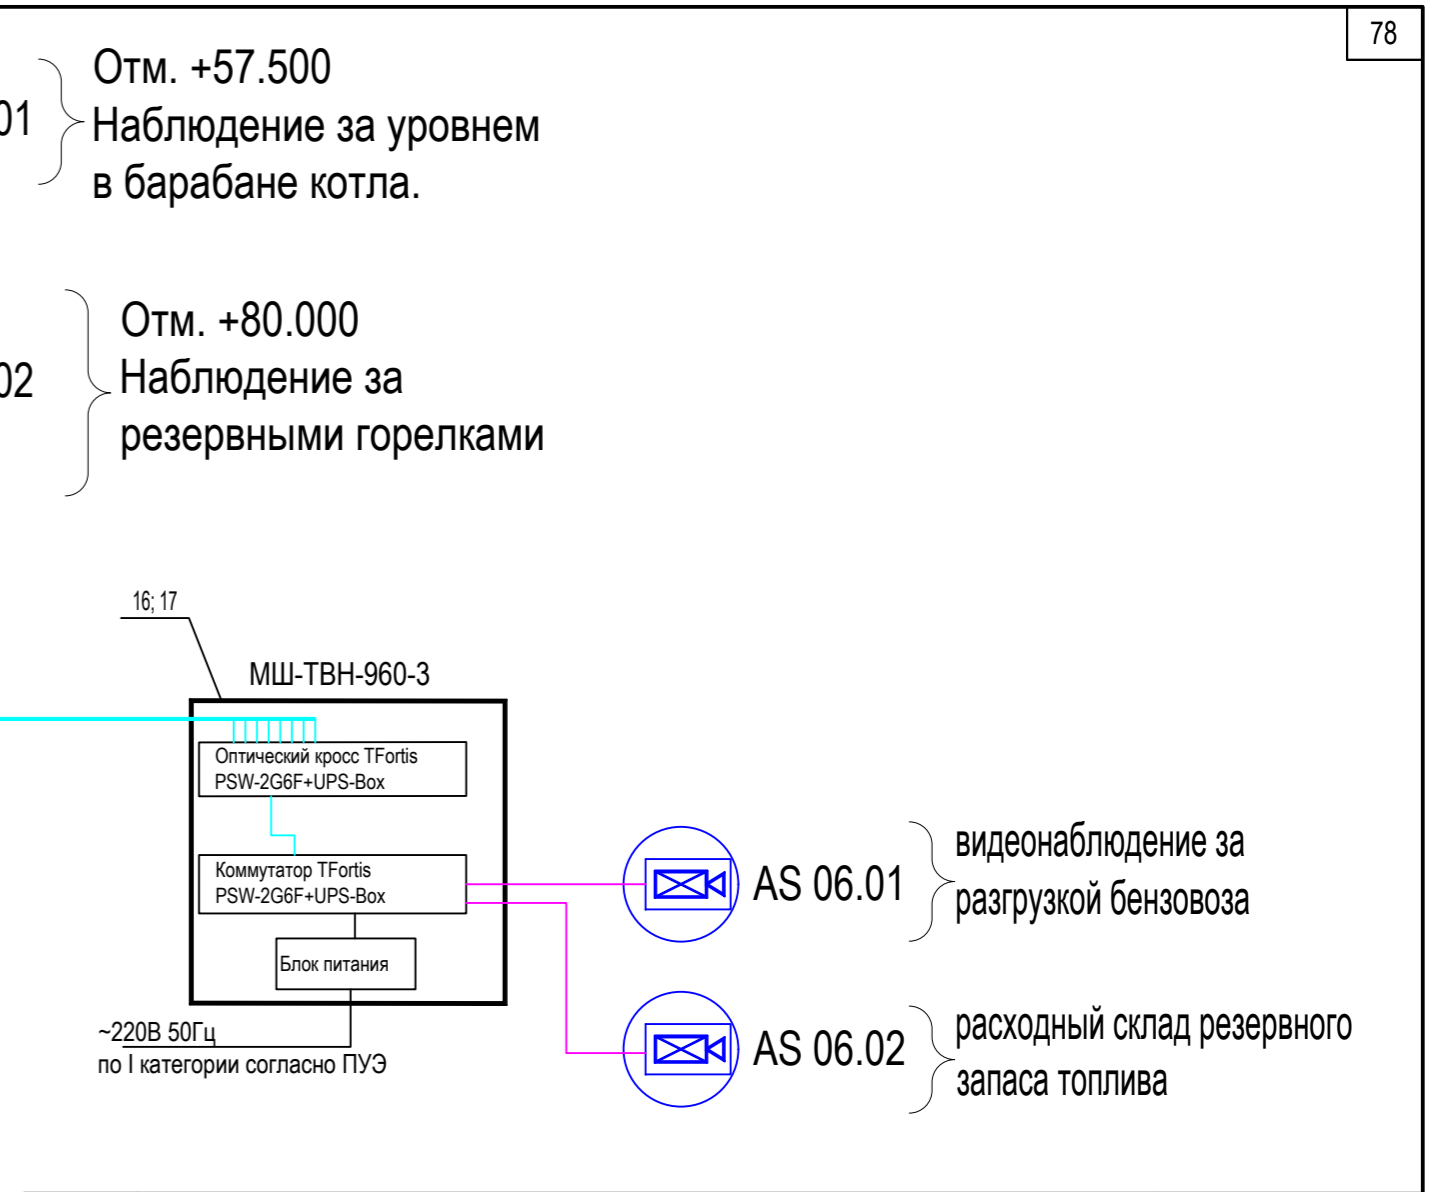 78
Отм. +57.500
01
Наблюдение за уровнем
в барабане котла.
Отм. +80.000
02
Наблюдение за
резервными горелками
16; 17
МШ-ТВН-960-3
Оптический кросс TFortis
PSW-2G6F+UPS-Box
Коммутатор TFortis
PSW-2G6F+UPS-Box
Блок питания
~220В 50Гц
по I категории согласно ПУЭ
AS 06.01
видеонаблюдение за
разгрузкой бензовоза
AS 06.02
расходный склад резервного
запаса топлива